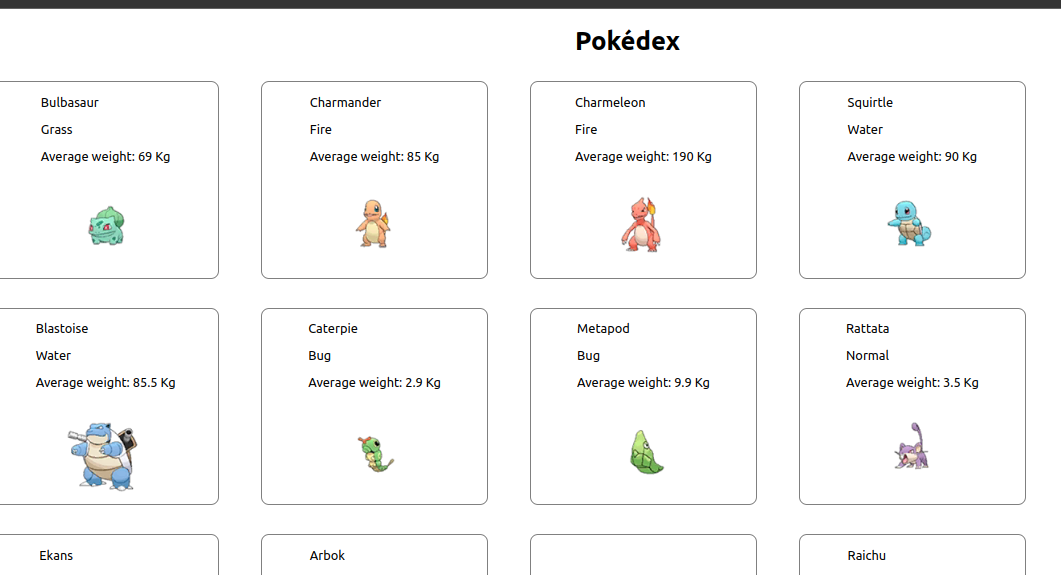 Pokédex
Bulbasaur
Grass
Average weight: 69 Kg
Charmander
Fire
Average weight: 85 Kg
Charmeleon
Fire
Average weight: 190 Kg
Squirtle
Water
Average weight: 90 Kg
Blastoise
Water
Average weight: 85.5 Kg
Caterpie
Bug
Average weight: 2.9 Kg
Metapod
Bug
Average weight: 9.9 Kg
Rattata
Normal
Average weight: 3.5 Kg
Ekans
Arbok
Raichu